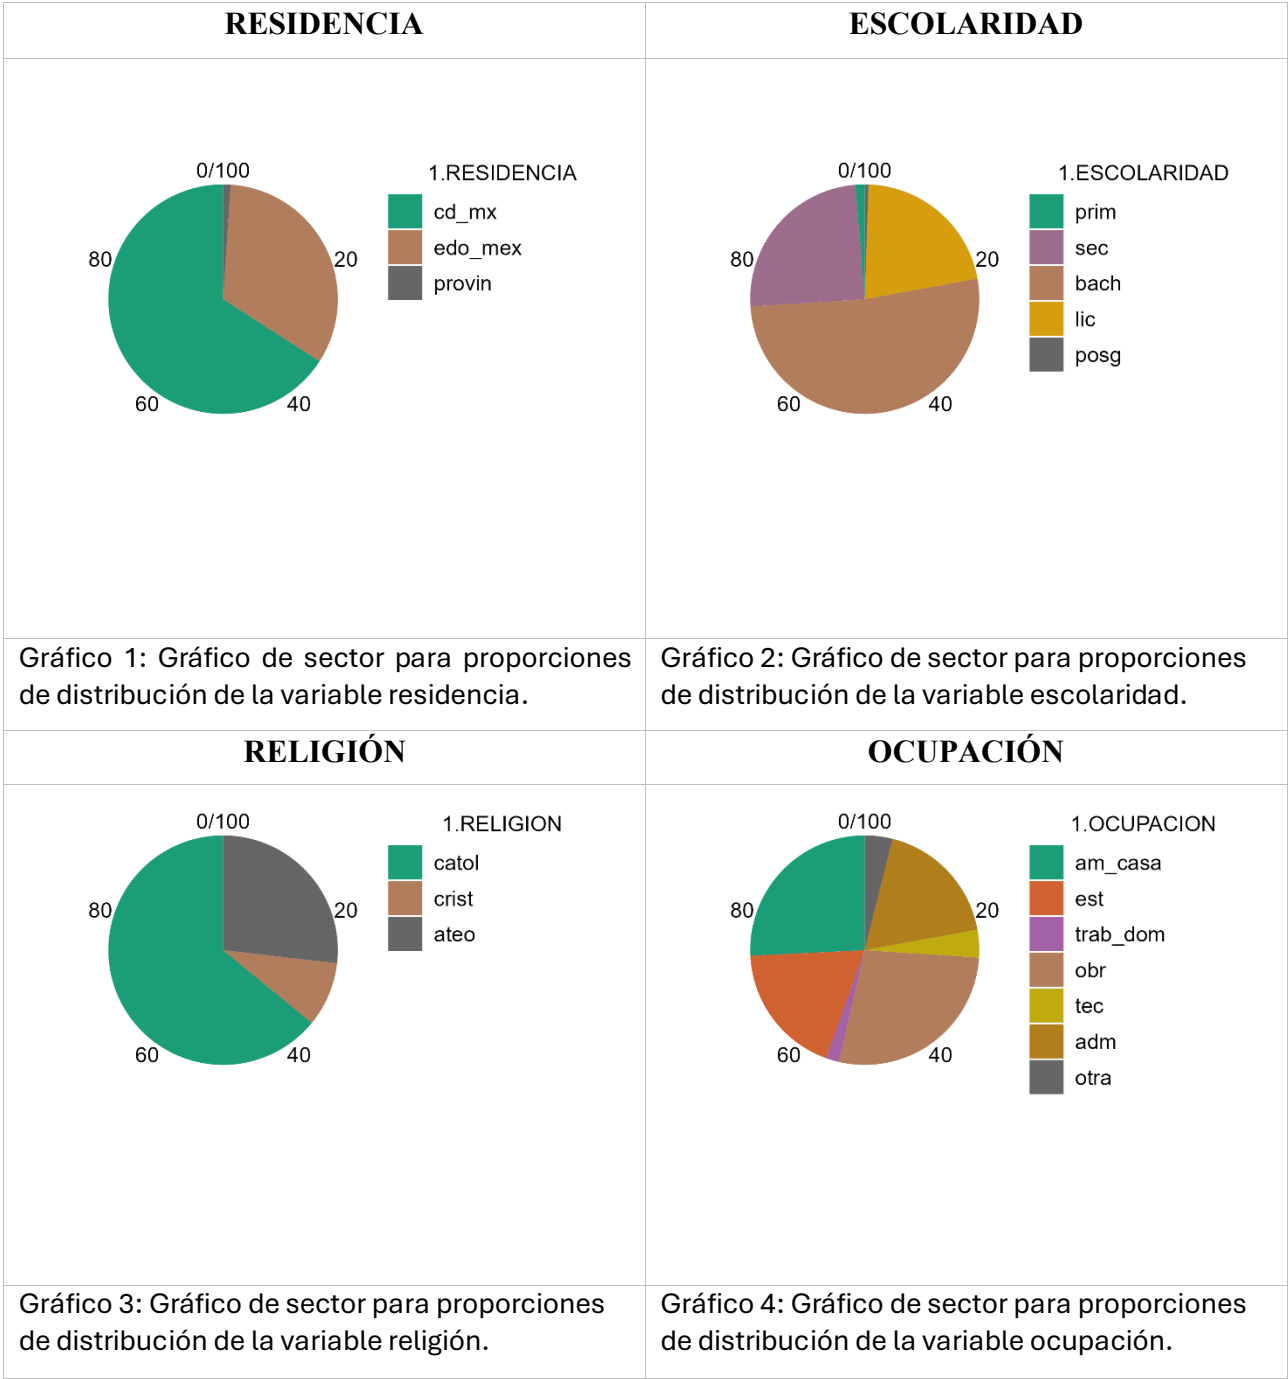 RESIDENCIA
ESCOLARIDAD
0/100
20
40
60
80
1.RESIDENCIA
cd_mx
edo_mex
provin
0/100
20
40
60
80
1.ESCOLARIDAD
prim
sec
bach
lic
posg
Gráfico 1: Gráfico de sector para proporciones
de distribución de la variable residencia.
Gráfico 2: Gráfico de sector para proporciones
de distribución de la variable escolaridad.
RELIGIÓN
OCUPACIÓN
0/100
20
40
60
80
1.RELIGION
catol
crist
ateo
0/100
20
40
60
80
1.OCUPACION
am_casa
est
trab_dom
obr
tec
adm
otra
Gráfico 3: Gráfico de sector para proporciones
de distribución de la variable religión.
Gráfico 4: Gráfico de sector para proporciones
de distribución de la variable ocupación.